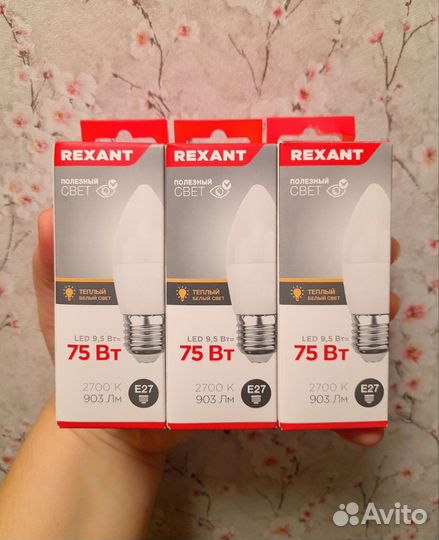 REXANT
ПОЛЕЗНЫЙ
СВЕТ
ТЕПЛЫЙ
БЕЛЫЙ СВЕТ
LED 9,5 Вт=
75 Вт
2700 К
903 Лм
E27
REXANT
ПОЛЕЗНЫЙ
СВЕТ
ТЕПЛЫЙ
БЕЛЫЙ СВЕТ
LED 9,5 Вт=
75 Вт
2700 К
903 Лм
E27
REXANT
ПОЛЕЗНЫЙ
СВЕТ
ТЕПЛЫЙ
БЕЛЫЙ СВЕТ
LED 9,5 Вт=
75 Вт
2700 К
903 Лм
E27
Avito